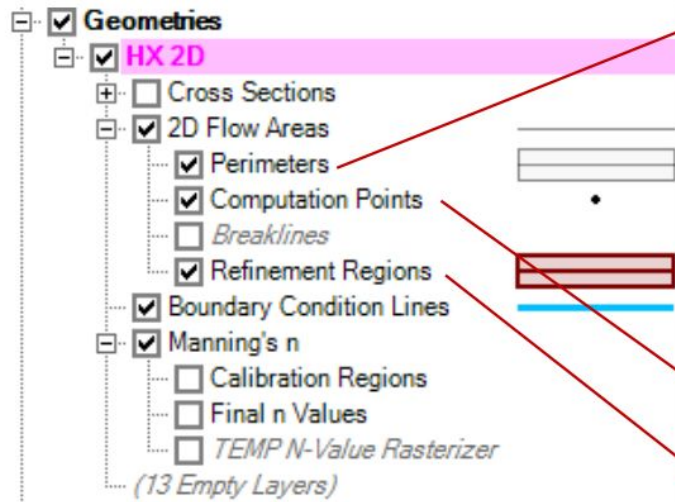 Geometries
HX 2D
Cross Sections
2D Flow Areas
Perimeters
Computation Points
Breaklines
Refinement Regions
Boundary Condition Lines
Manning's n
Calibration Regions
Final n Values
TEMP N-Value Rasterizer
(13 Empty Layers)